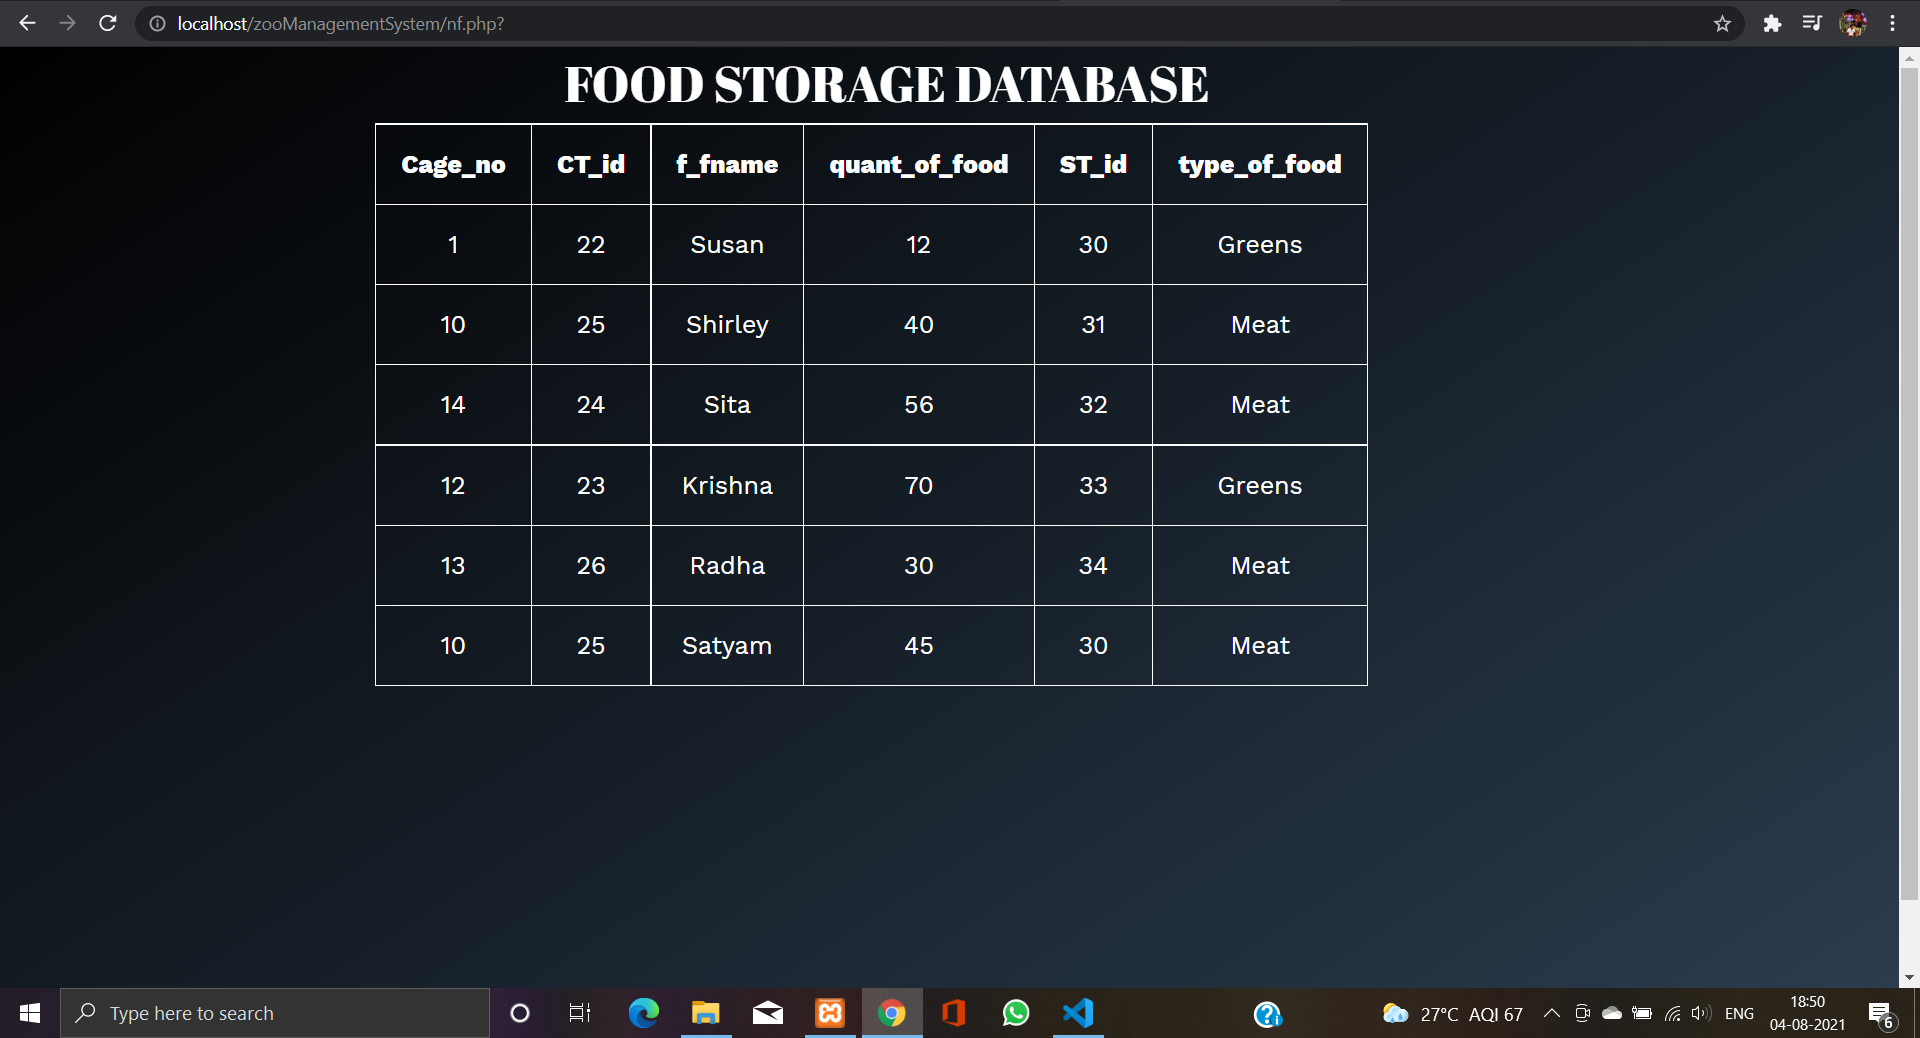 localhost/zooManagementSystem/nf.php?
FOOD STORAGE DATABASE
Cage_no CT_id f_fname quant_of_food ST_id type_of_food
1 22 Susan 12 30 Greens
10 25 Shirley 40 31 Meat
14 24 Sita 56 32 Meat
12 23 Krishna 70 33 Greens
13 26 Radha 30 34 Meat
10 25 Satyam 45 30 Meat
Type here to search
27°C AQI 67
ENG
18:50
04-08-2021
6